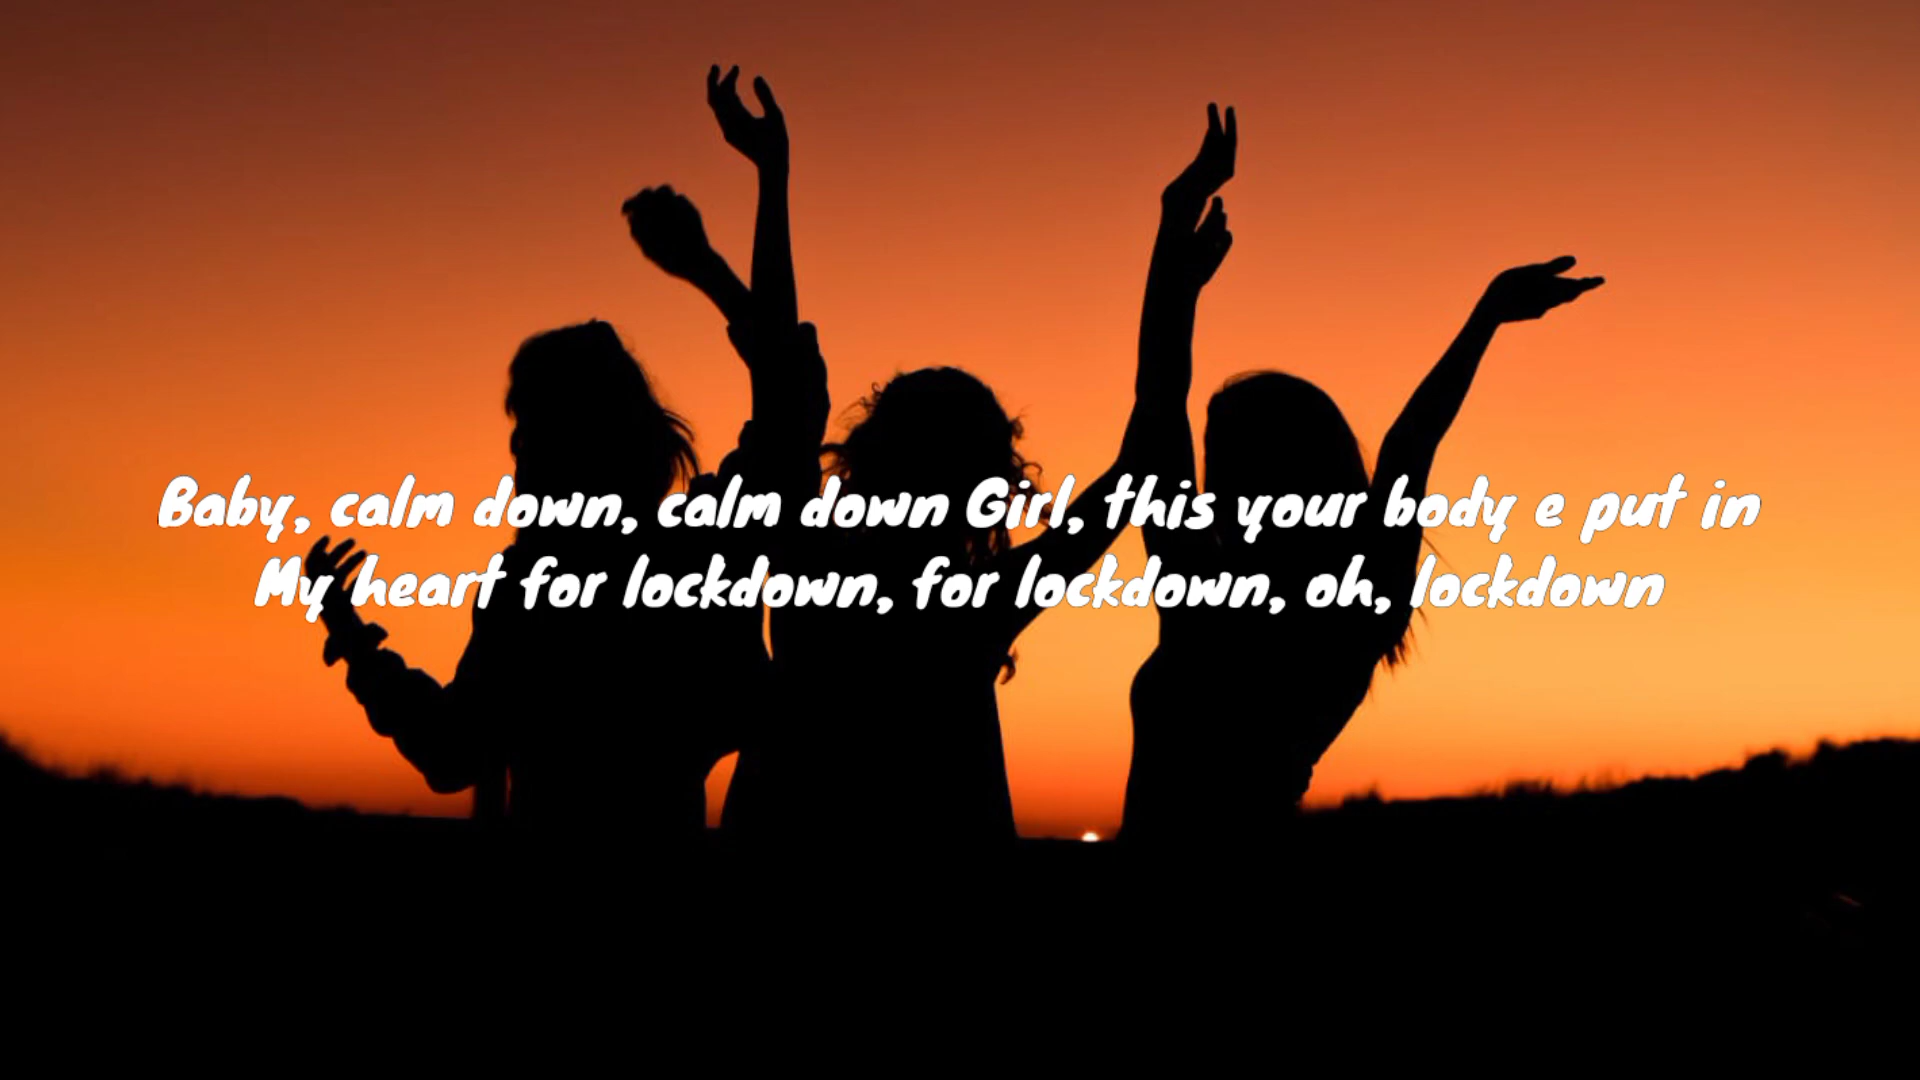 Baby, calm down, calm down Girl, this your body e put in
My heart for lockdown, for lockdown, oh, lockdown